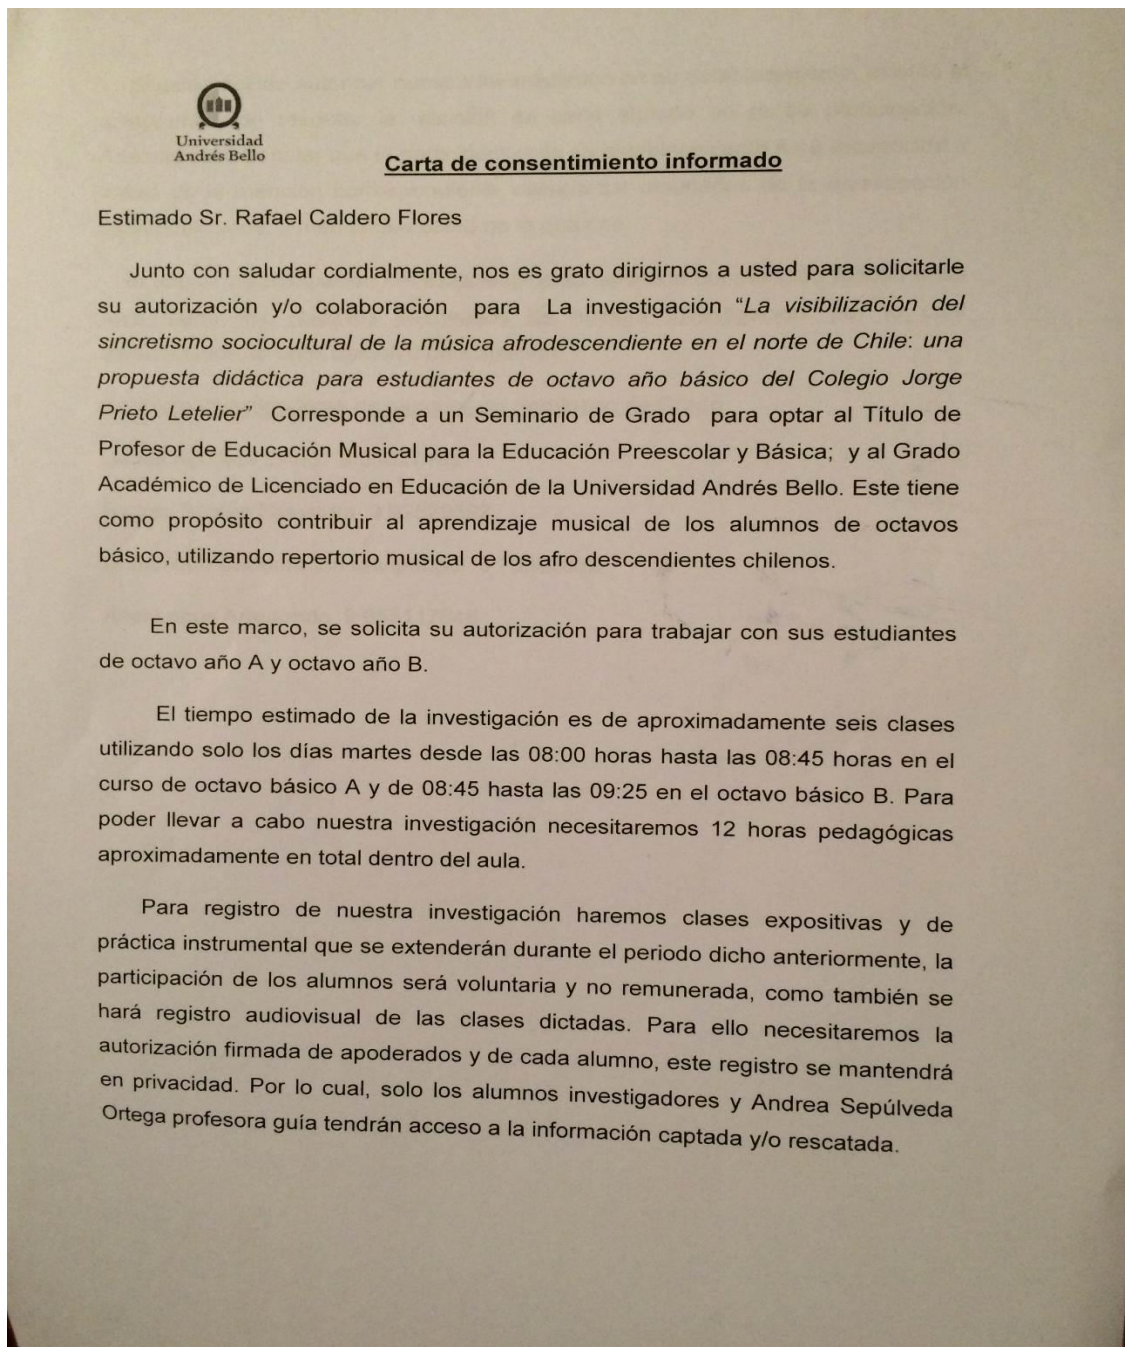 Universidad
Andrés Bello
Carta de consentimiento informado
Estimado Sr. Rafael Caldero Flores
Junto con saludar cordialmente, nos es grato dirigirnos a usted para solicitarle
su autorización y/o colaboración para La investigación “La visibilización del
sincretismo sociocultural de la música afrodescendiente en el norte de Chile: una
propuesta didáctica para estudiantes de octavo año básico del Colegio Jorge
Prieto Letelier” Corresponde a un Seminario de Grado para optar al Título de
Profesor de Educación Musical para la Educación Preescolar y Básica; y al Grado
Académico de Licenciado en Educación de la Universidad Andrés Bello. Este tiene
como propósito contribuir al aprendizaje musical de los alumnos de octavos
básico, utilizando repertorio musical de los afro descendientes chilenos.
En este marco, se solicita su autorización para trabajar con sus estudiantes
de octavo año A y octavo año B.
El tiempo estimado de la investigación es de aproximadamente seis clases
utilizando solo los días martes desde las 08:00 horas hasta las 08:45 horas en el
curso de octavo básico A y de 08:45 hasta las 09:25 en el octavo básico B. Para
poder llevar a cabo nuestra investigación necesitaremos 12 horas pedagógicas
aproximadamente en total dentro del aula.
Para registro de nuestra investigación haremos clases expositivas y de
práctica instrumental que se extenderán durante el periodo dicho anteriormente, la
participación de los alumnos será voluntaria y no remunerada, como también se
hará registro audiovisual de las clases dictadas. Para ello necesitaremos la
autorización firmada de apoderados y de cada alumno, este registro se mantendrá
en privacidad. Por lo cual, solo los alumnos investigadores y Andrea Sepúlveda
Ortega profesora guía tendrán acceso a la información captada y/o rescatada.